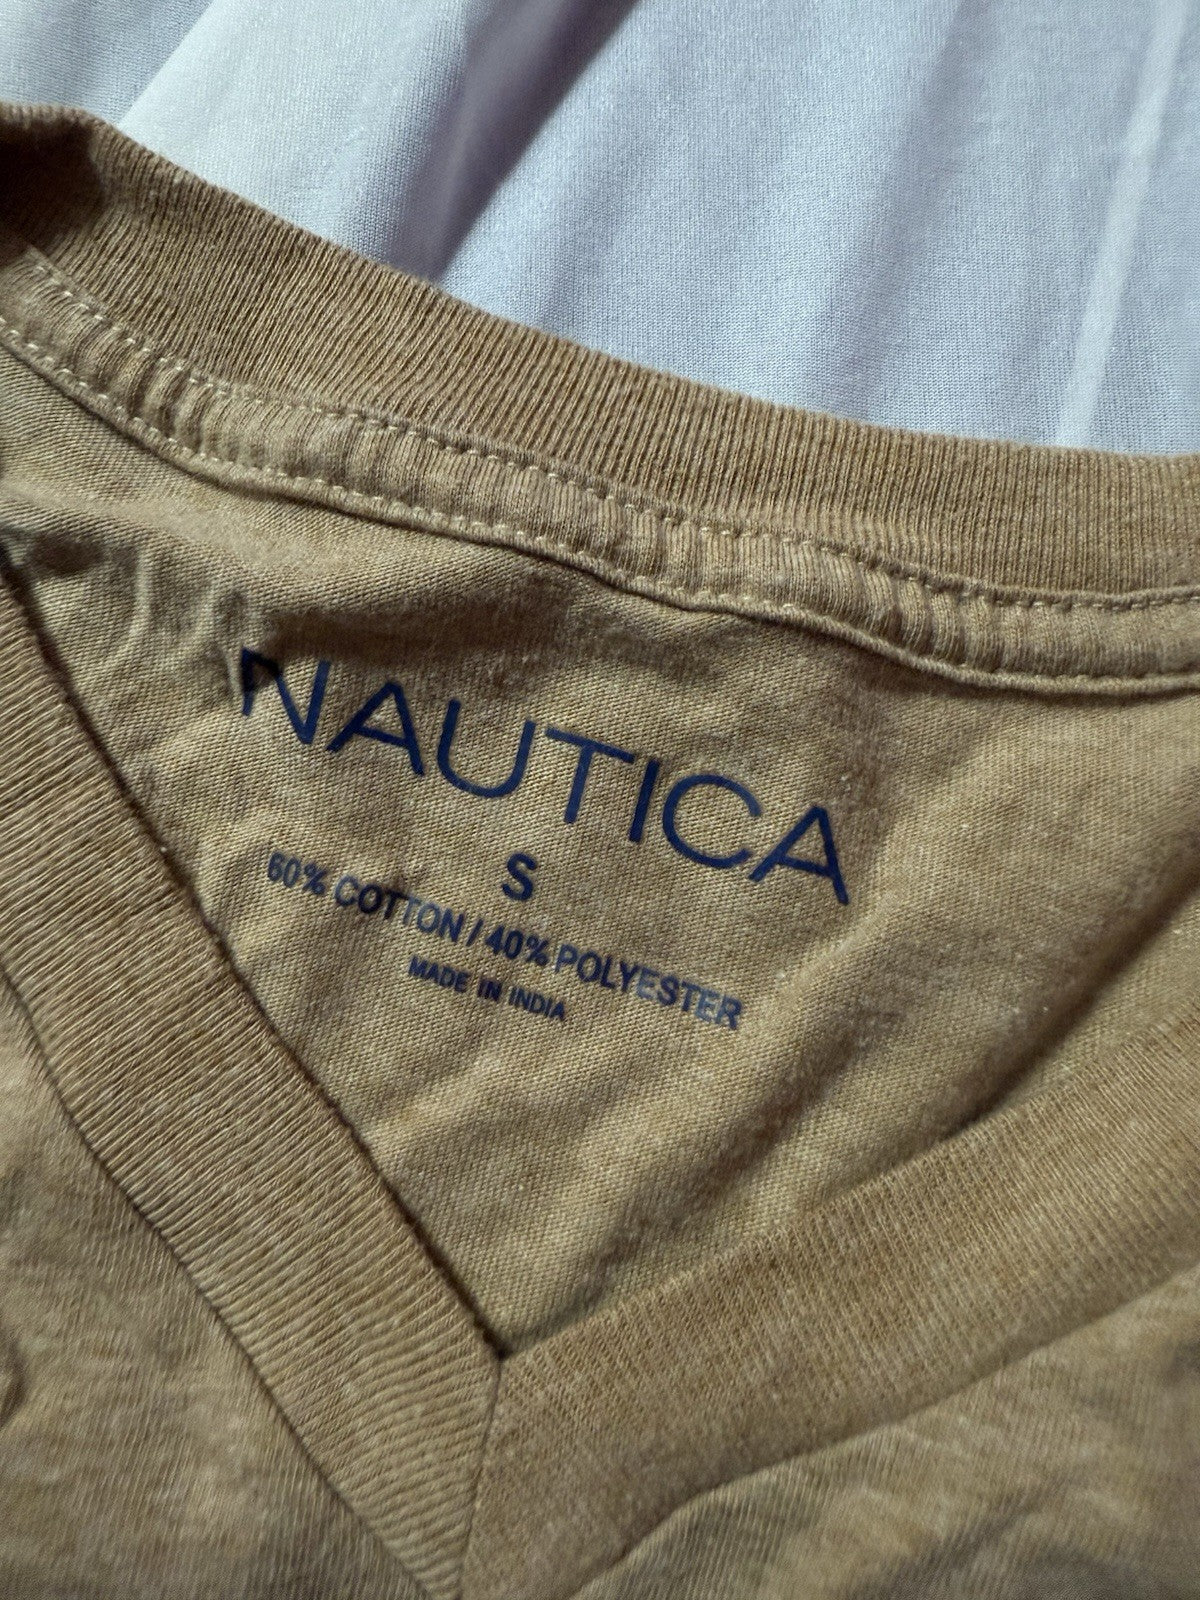 NAUTICA
S
60% COTTON / 40% POLYESTER
MADE IN INDIA